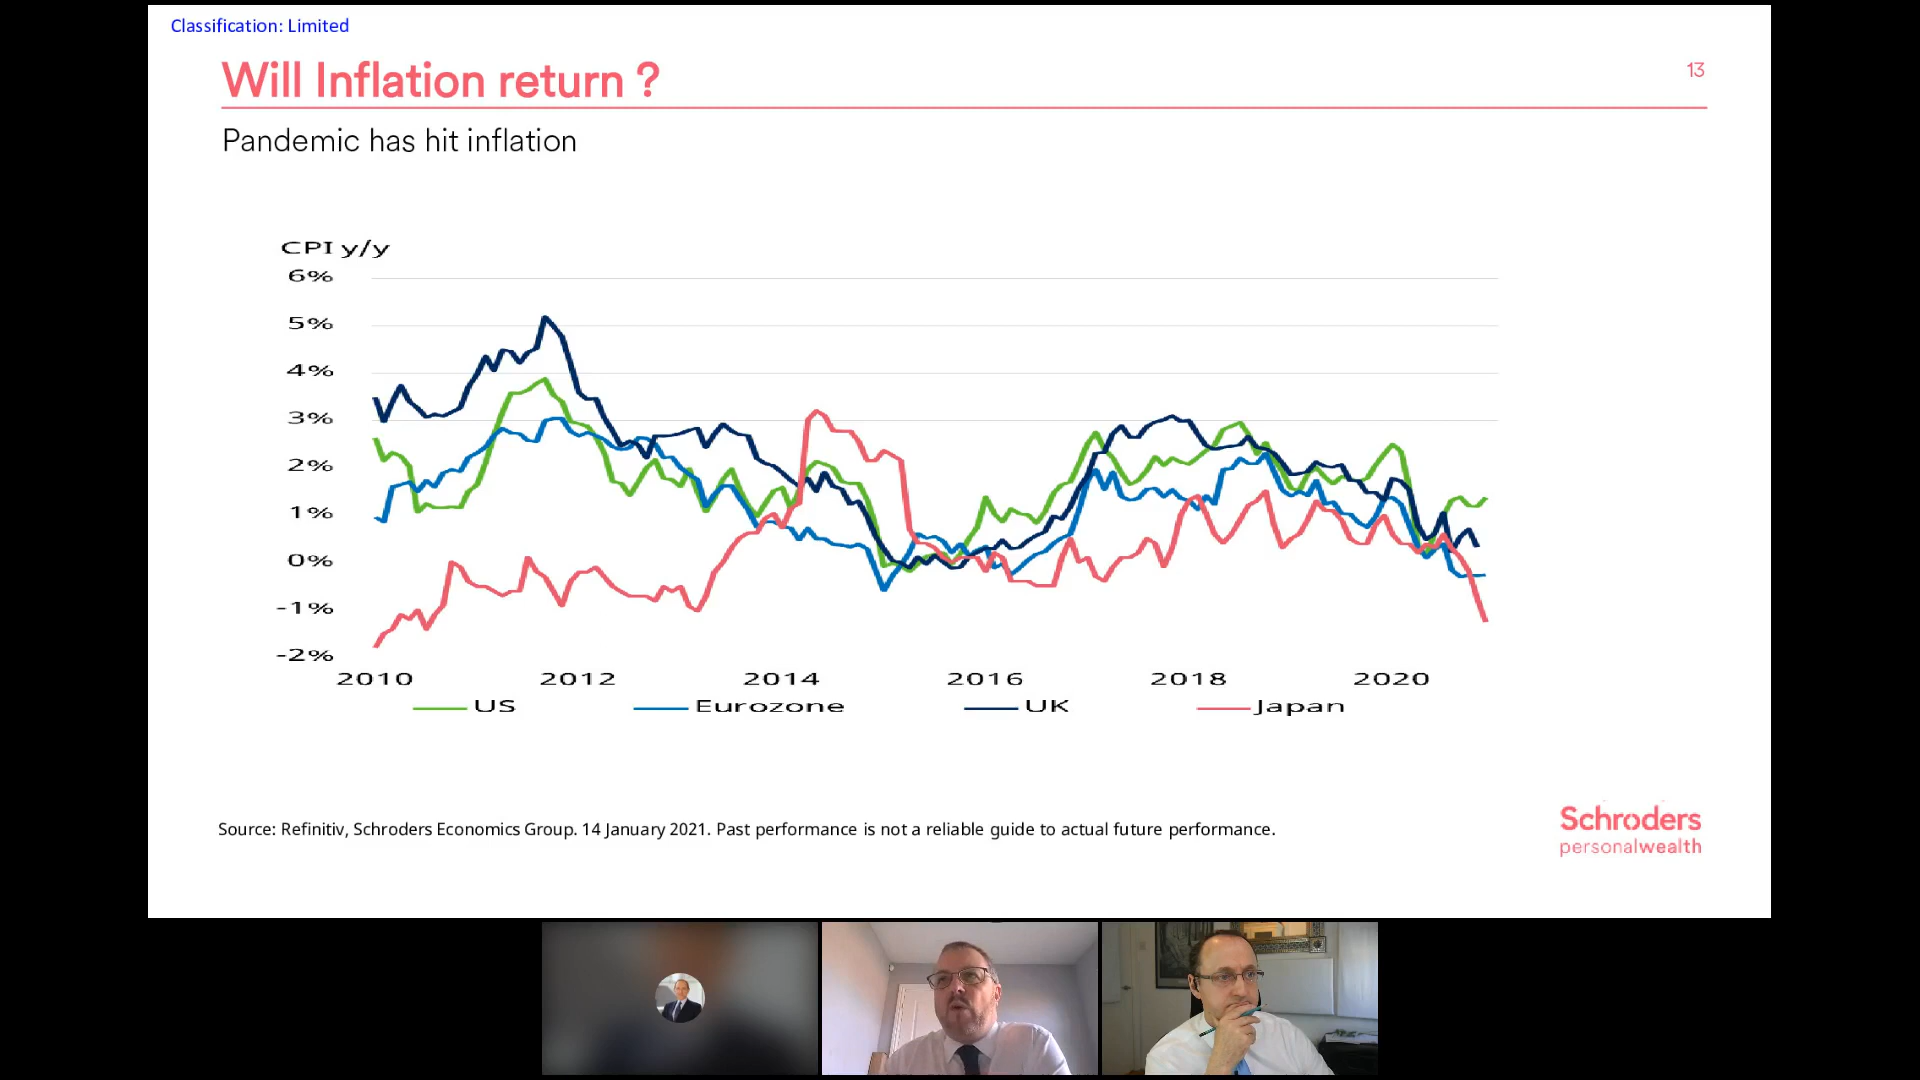 Classification: Limited
Will Inflation return ?
13
Pandemic has hit inflation
CPI y/y
6%
5%
4%
3%
2%
1%
0%
-1%
-2%
2010 2012 2014 2016 2018 2020
US Eurozone UK Japan
Source: Refinitiv, Schroders Economics Group. 14 January 2021. Past performance is not a reliable guide to actual future performance.
Schroders
personalwealth